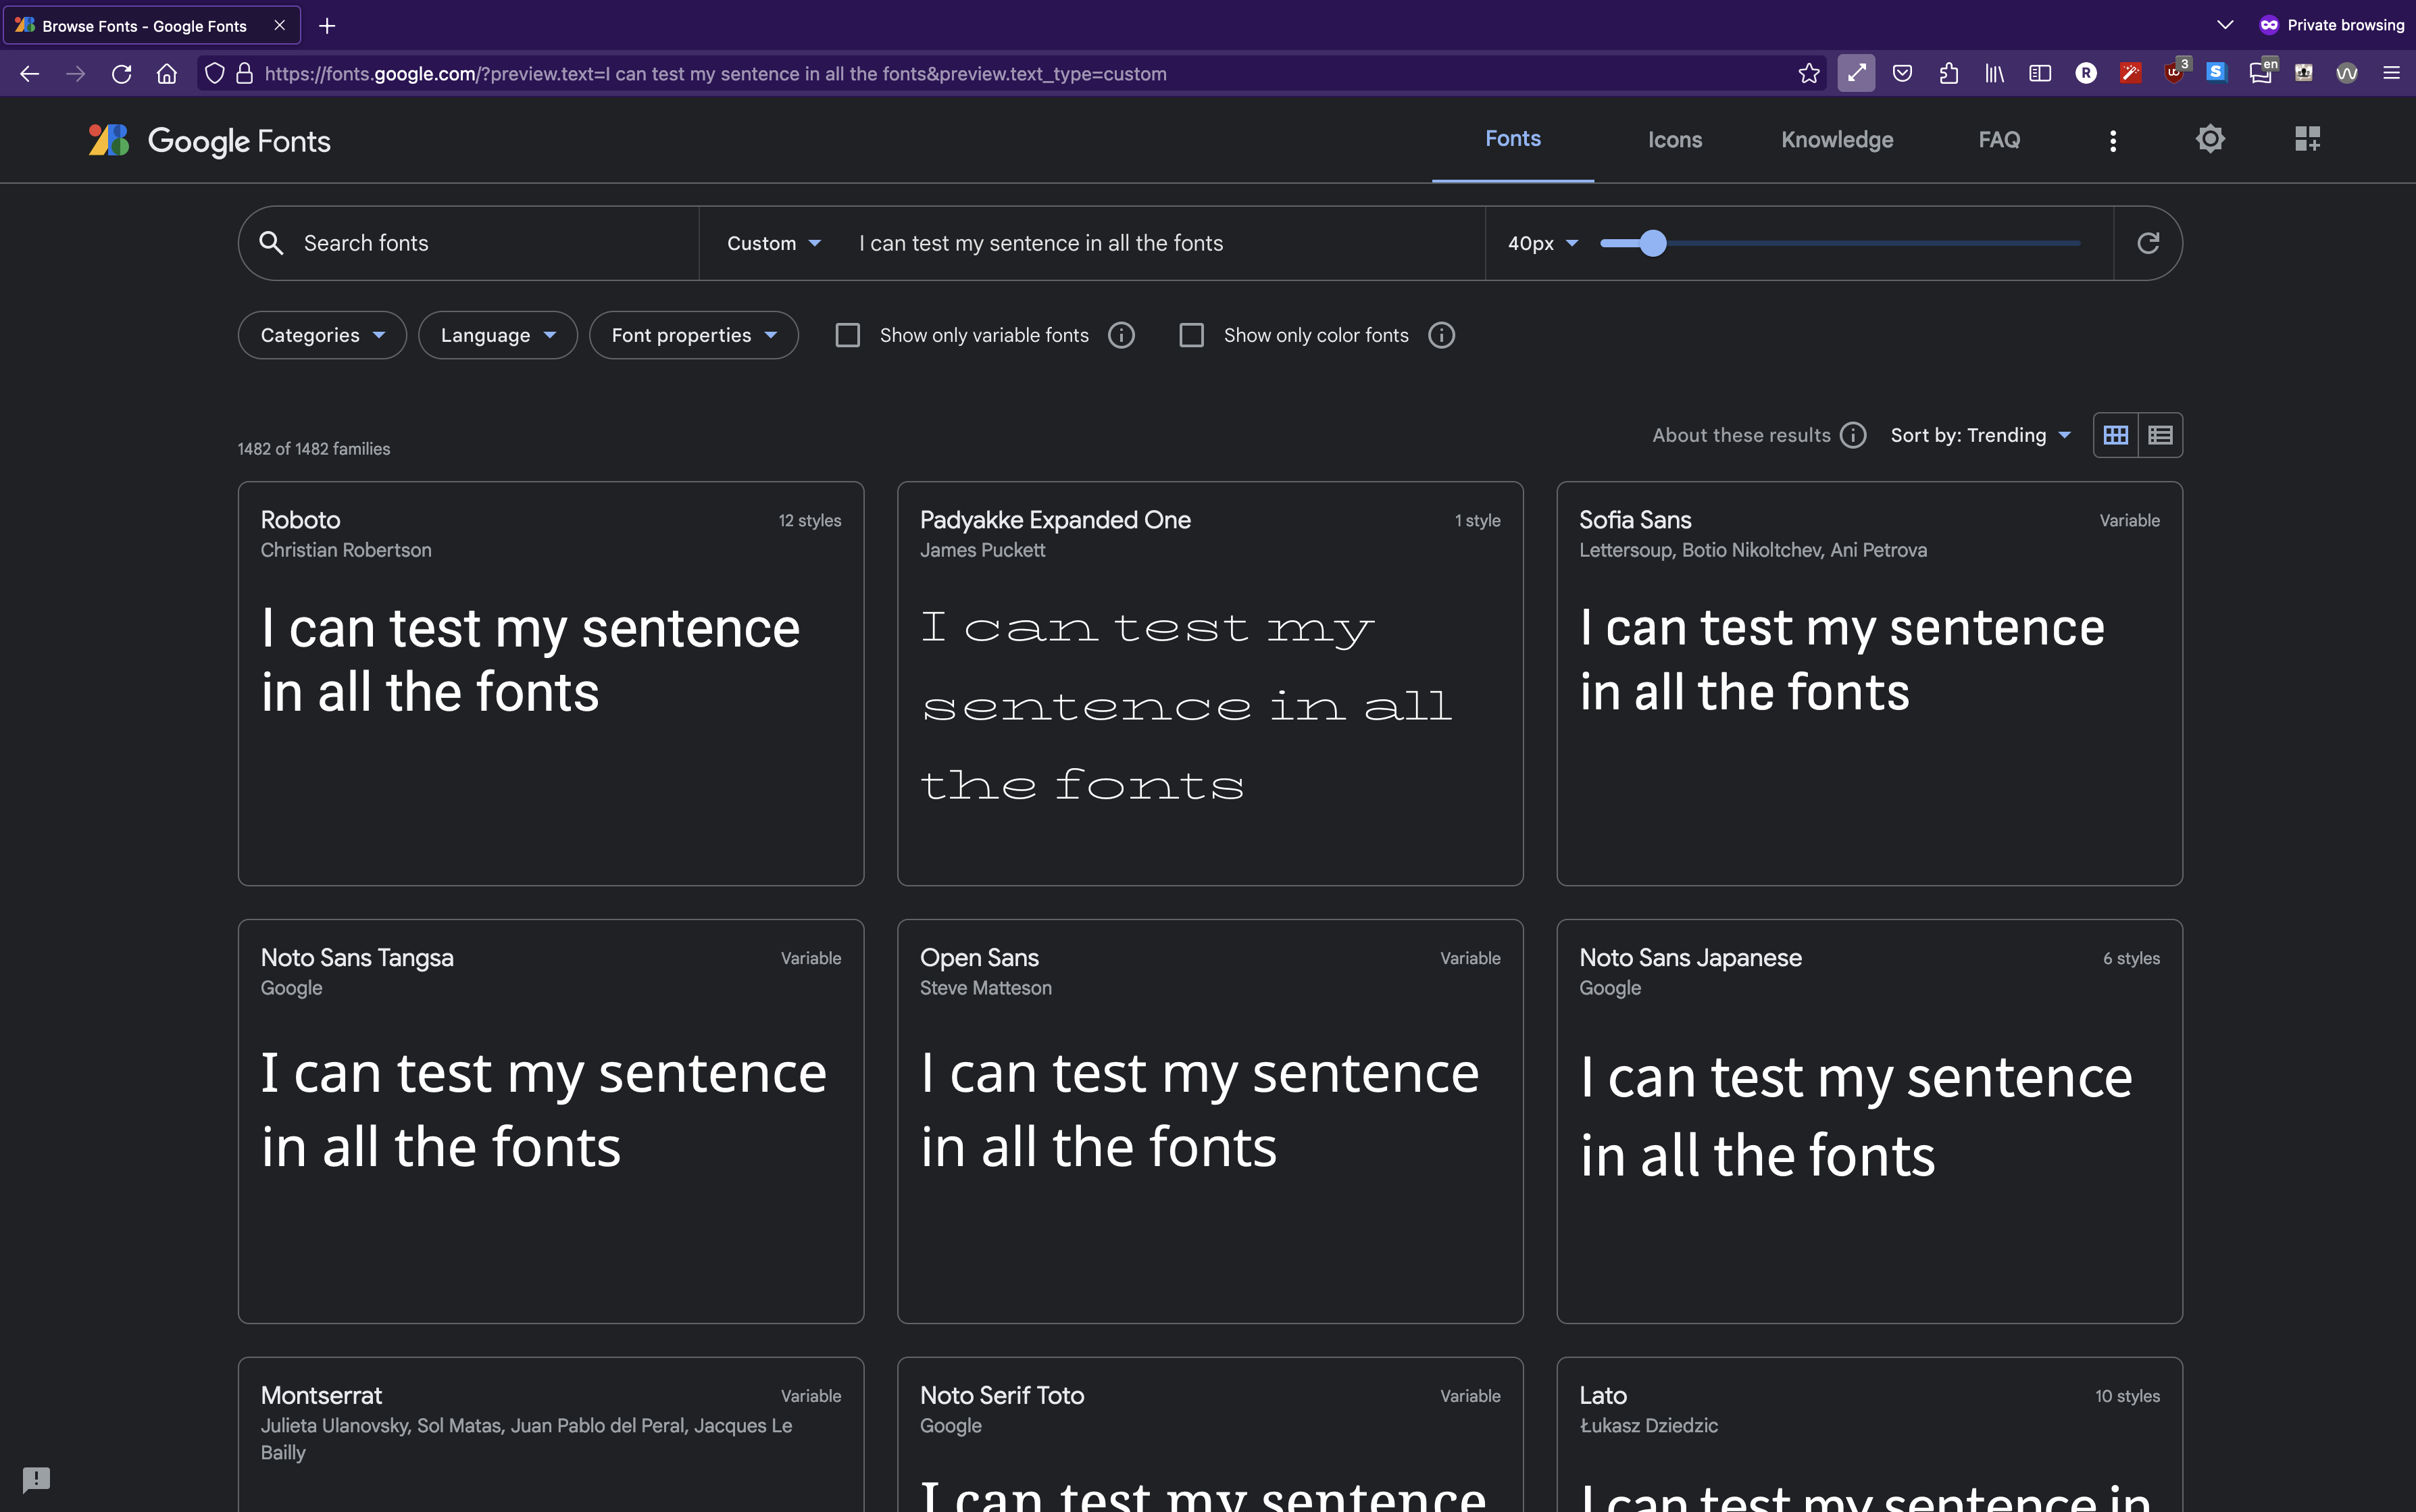 Browse Fonts - Google Fonts
Private browsing
https://fonts.google.com/?preview.text=I can test my sentence in all the fonts&preview.text_type=custom
R
3
S
en
Google Fonts
Fonts
Icons
Knowledge
FAQ
Search fonts
Custom
I can test my sentence in all the fonts
40px
Categories
Language
Font properties
Show only variable fonts
Show only color fonts
1482 of 1482 families
About these results
Sort by: Trending
Roboto
12 styles
Christian Robertson
I can test my sentence
in all the fonts
Padyakke Expanded One
1 style
James Puckett
I can test my
sentence in all
the fonts
Sofia Sans
Variable
Lettersoup, Botio Nikoltchev, Ani Petrova
I can test my sentence
in all the fonts
Noto Sans Tangsa
Variable
Google
I can test my sentence
in all the fonts
Open Sans
Variable
Steve Matteson
I can test my sentence
in all the fonts
Noto Sans Japanese
6 styles
Google
I can test my sentence
in all the fonts
Montserrat
Variable
Julieta Ulanovsky, Sol Matas, Juan Pablo del Peral, Jacques Le
Bailly
Noto Serif Toto
Variable
Google
I can test my sentence
Lato
10 styles
Łukasz Dziedzic
I can test my sentence in